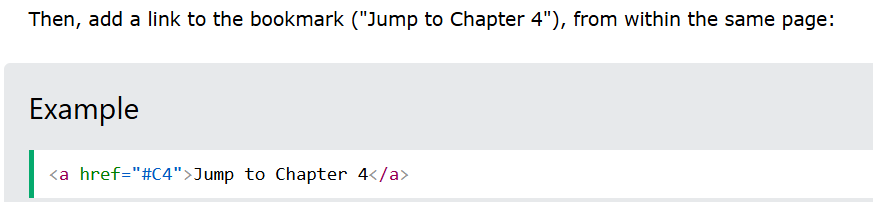 Then, add a link to the bookmark ("Jump to Chapter 4"), from within the same page:
Example
<a href="#C4">Jump to Chapter 4</a>